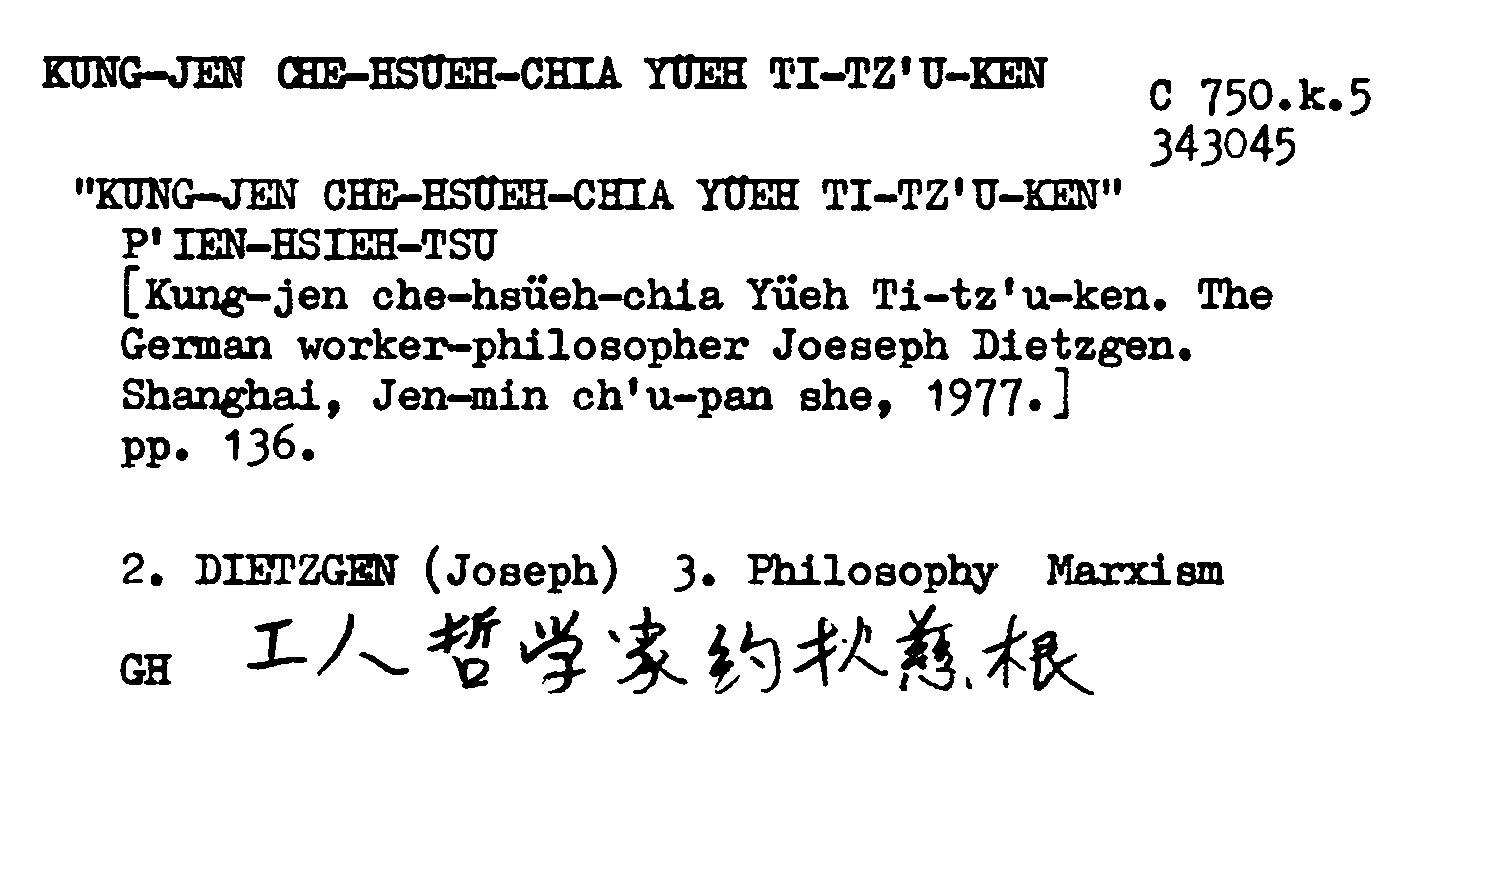 KUNG-JEN CHE-HSÜEH-CHIA YÜEH TI-TZ'U-KEN
C 750.k.5
343045
"KUNG-JEN CHE-HSÜEH-CHIA YÜEH TI-TZ'U-KEN"
P'IEN-HSIEH-TSU
[Kung-jen che-hsüeh-chia Yüeh Ti-tz'u-ken. The
German worker-philosopher Joeseph Dietzgen.
Shanghai, Jen-min ch'u-pan she, 1977.]
pp. 136.
2. DIETZGEN (Joseph) 3. Philosophy Marxism
GH 工人哲学家约狄慈根